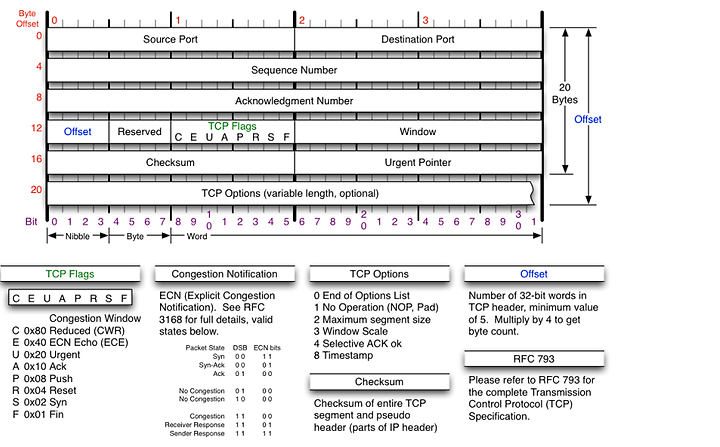 Byte
Offset
0 1 2 3
0 Source Port Destination Port
4 Sequence Number
8 Acknowledgment Number
20
Bytes
Offset
12 Offset Reserved TCP Flags Window
C E U A P R S F
16 Checksum Urgent Pointer
20 TCP Options (variable length, optional)
Bit 0 1 2 3 4 5 6 7 8 9 10 1 2 3 4 5 6 7 8 9 20 1 2 3 4 5 6 7 8 9 30 1
Nibble Byte Word
TCP Flags
C E U A P R S F
Congestion Window
C 0x80 Reduced (CWR)
E 0x40 ECN Echo (ECE)
U 0x20 Urgent
A 0x10 Ack
P 0x08 Push
R 0x04 Reset
S 0x02 Syn
F 0x01 Fin
Congestion Notification
ECN (Explicit Congestion
Notification). See RFC
3168 for full details, valid
states below.
Packet State DSB ECN bits
Syn 0 0 1 1
Syn-Ack 0 0 0 1
Ack 0 1 0 0
No Congestion 0 1 0 0
No Congestion 1 0 0 0
Congestion 1 1 0 0
Receiver Response 1 1 0 1
Sender Response 1 1 1 1
TCP Options
0 End of Options List
1 No Operation (NOP, Pad)
2 Maximum segment size
3 Window Scale
4 Selective ACK ok
8 Timestamp
Checksum
Checksum of entire TCP
segment and pseudo
header (parts of IP header)
Offset
Number of 32-bit words in
TCP header, minimum value
of 5. Multiply by 4 to get
byte count.
RFC 793
Please refer to RFC 793 for
the complete Transmission
Control Protocol (TCP)
Specification.